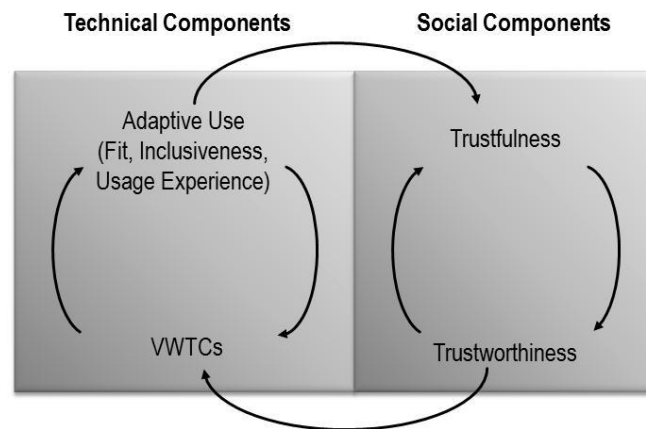 Technical Components
Social Components
Adaptive Use
(Fit, Inclusiveness,
Usage Experience)
Trustfulness
VWTCs
Trustworthiness